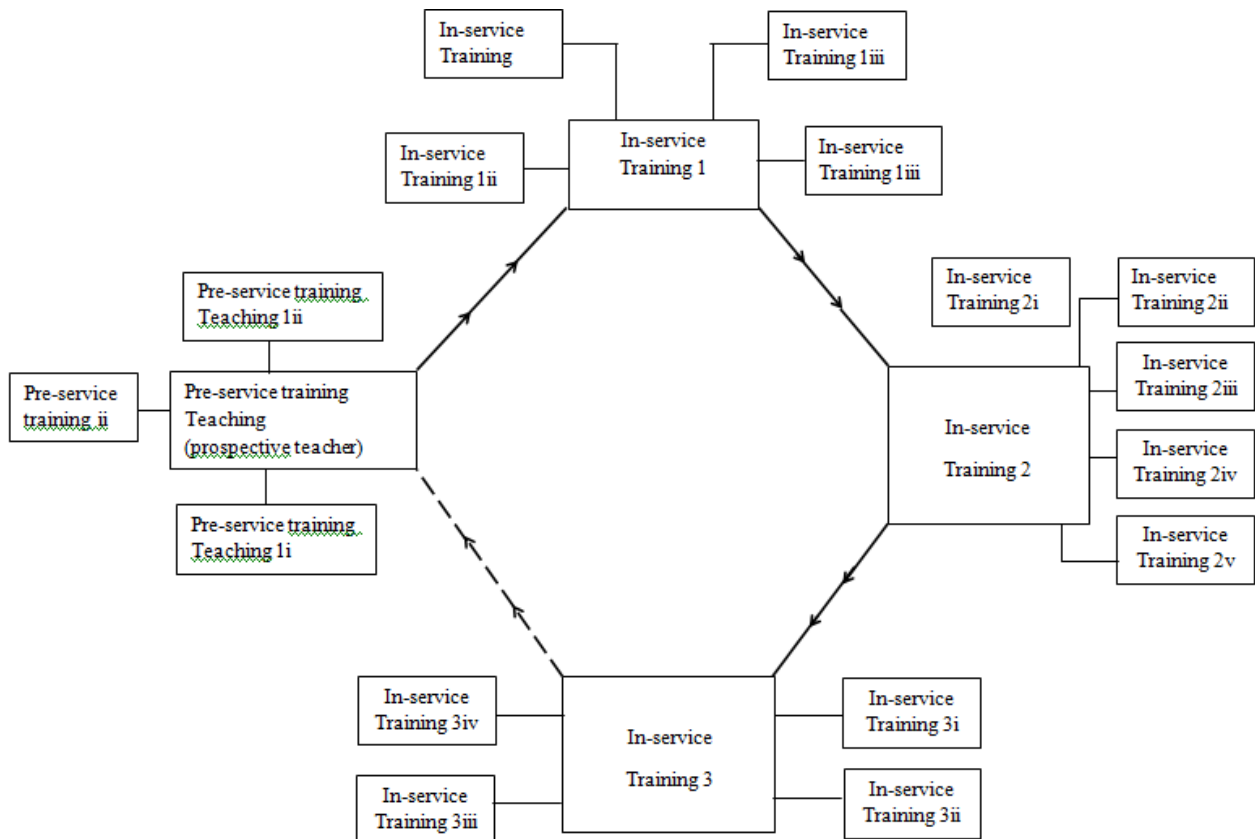 In-service
Training
In-service
Training 1iii
In-service
Training 1
In-service
Training 1ii
In-service
Training 1iii
Pre-service training
Teaching 1ii
In-service
Training 2i
In-service
Training 2ii
Pre-service
training ii
Pre-service training
Teaching
(prospective teacher)
In-service
Training 2iii
In-service
Training 2
In-service
Training 2iv
Pre-service training
Teaching 1i
In-service
Training 2v
In-service
Training 3iv
In-service
Training 3
In-service
Training 3i
In-service
Training 3iii
In-service
Training 3ii